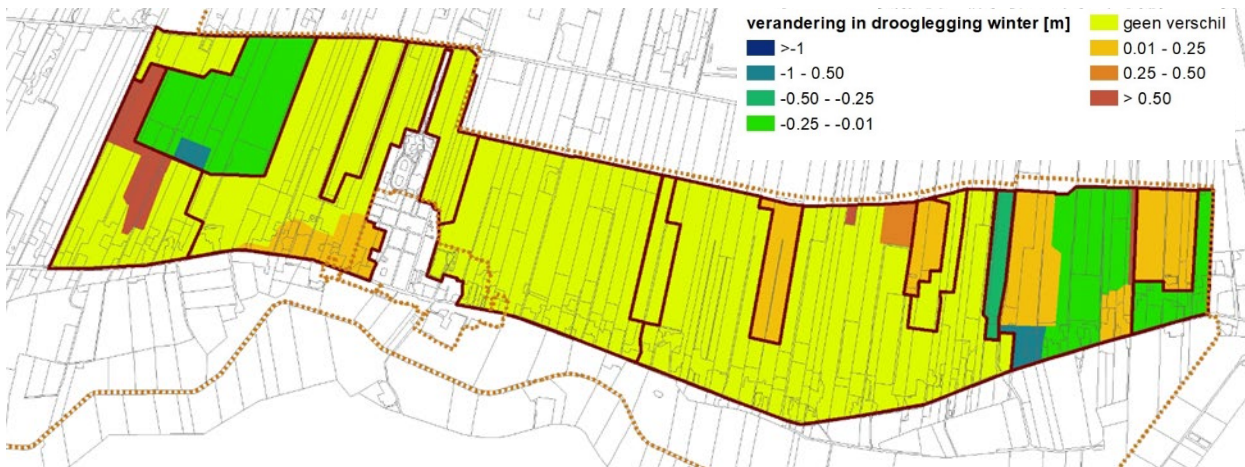 verandering in drooglegging winter [m]
>-1
-1 - 0.50
-0.50 - -0.25
-0.25 - -0.01
geen verschil
0.01 - 0.25
0.25 - 0.50
> 0.50